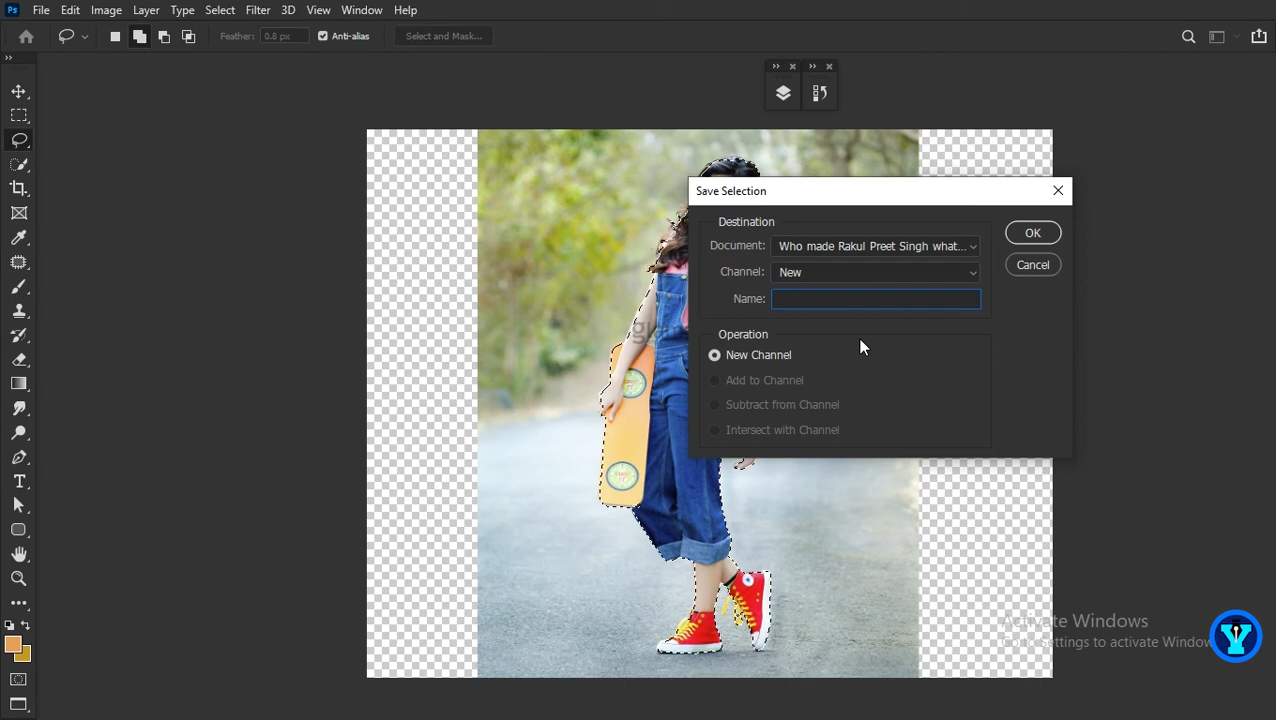 Ps File Edit Image Layer Type Select Filter 3D View Window Help
Feather: 0.8 px Anti-alias Select and Mask...
Save Selection
Destination
Document: Who made Rakul Preet Singh what...
Channel: New
Name:
OK
Cancel
Operation
New Channel
Add to Channel
Subtract from Channel
Intersect with Channel
Activate Windows
Go to Settings to activate Window